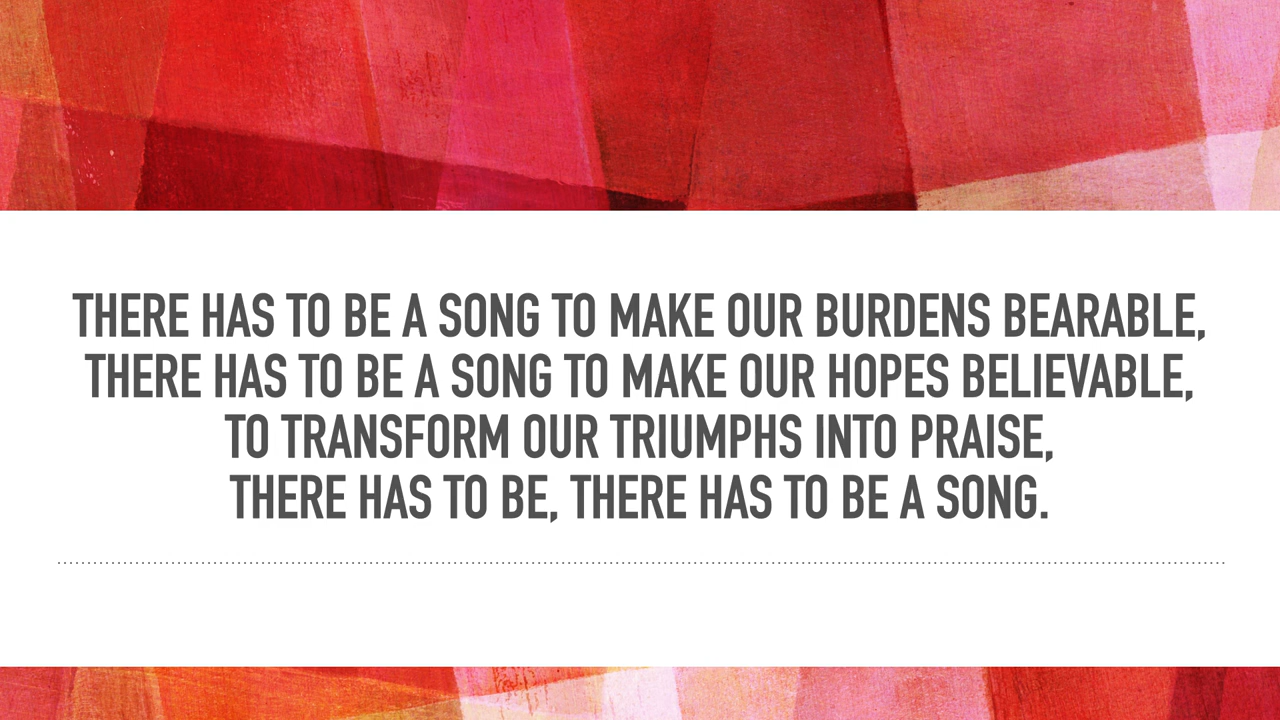 THERE HAS TO BE A SONG TO MAKE OUR BURDENS BEARABLE,
THERE HAS TO BE A SONG TO MAKE OUR HOPES BELIEVABLE,
TO TRANSFORM OUR TRIUMPHS INTO PRAISE,
THERE HAS TO BE, THERE HAS TO BE A SONG.